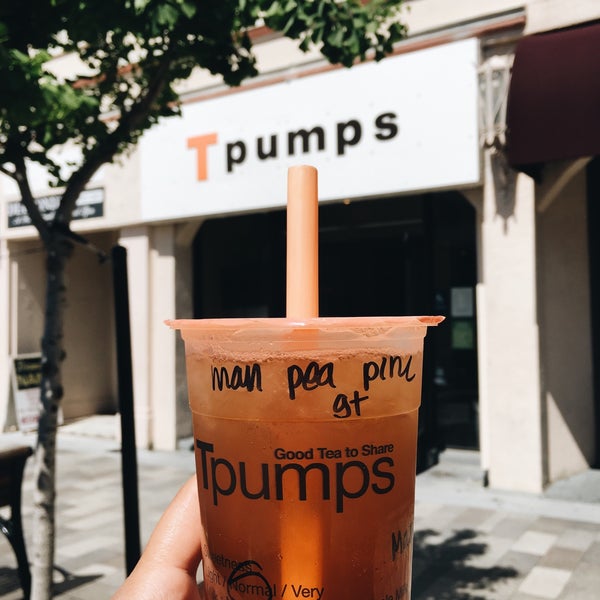 Tpumps
man pea pink
gt
Good Tea to Share
Tpumps
Normal / Very